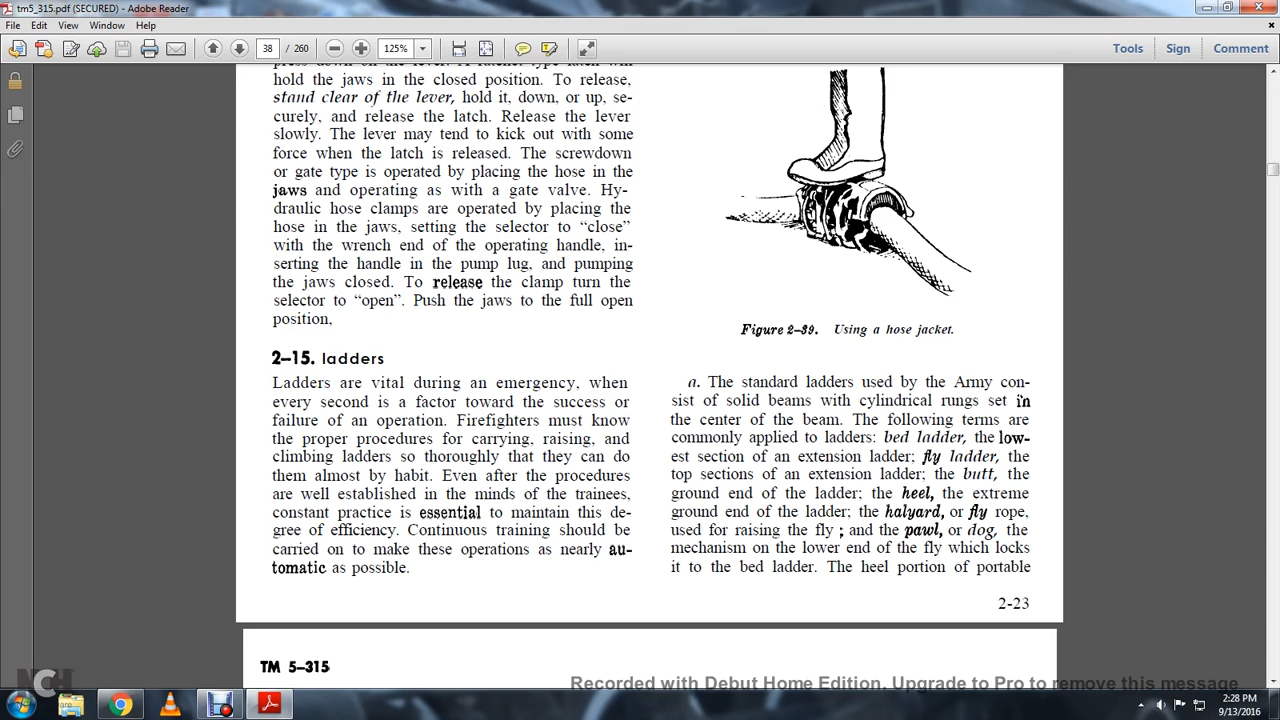 tm5_315.pdf (SECURED) - Adobe Reader
File Edit View Window Help
38 / 260 125% Tools Sign Comment
press down on the lever. A ratchet type latch will
hold the jaws in the closed position. To release,
stand clear of the lever, hold it, down, or up, se-
curely, and release the latch. Release the lever
slowly. The lever may tend to kick out with some
force when the latch is released. The screwdown
or gate type is operated by placing the hose in the
jaws and operating as with a gate valve. Hy-
draulic hose clamps are operated by placing the
hose in the jaws, setting the selector to “close”
with the wrench end of the operating handle, in-
serting the handle in the pump lug, and pumping
the jaws closed. To release the clamp turn the
selector to “open”. Push the jaws to the full open
position,
2-15. ladders
Ladders are vital during an emergency, when
every second is a factor toward the success or
failure of an operation. Firefighters must know
the proper procedures for carrying, raising, and
climbing ladders so thoroughly that they can do
them almost by habit. Even after the procedures
are well established in the minds of the trainees,
constant practice is essential to maintain this de-
gree of efficiency. Continuous training should be
carried on to make these operations as nearly au-
tomatic as possible.
Figure 2-39. Using a hose jacket.
a. The standard ladders used by the Army con-
sist of solid beams with cylindrical rungs set in
the center of the beam. The following terms are
commonly applied to ladders: bed ladder, the low-
est section of an extension ladder; fly ladder, the
top sections of an extension ladder; the butt, the
ground end of the ladder; the heel, the extreme
ground end of the ladder; the halyard, or fly rope,
used for raising the fly ; and the pawl, or dog, the
mechanism on the lower end of the fly which locks
it to the bed ladder. The heel portion of portable
2-23
TM 5-315
Recorded with Debut Home Edition. Upgrade to Pro to remove this message
NCH
2:28 PM
9/13/2016